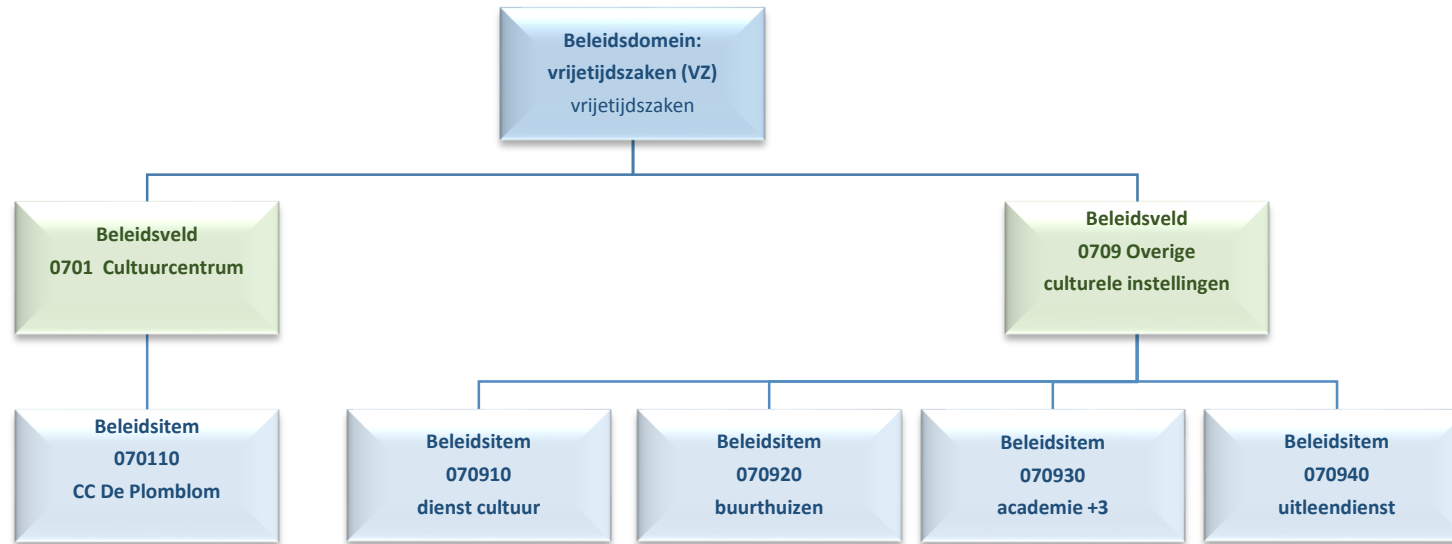 Beleidsdomein:
vrijetijdszaken (VZ)
vrijetijdszaken
Beleidsveld
0701 Cultuurcentrum
Beleidsveld
0709 Overige
culturele instellingen
Beleidsitem
070110
CC De Plomblom
Beleidsitem
070910
dienst cultuur
Beleidsitem
070920
buurthuizen
Beleidsitem
070930
academie +3
Beleidsitem
070940
uitleendienst